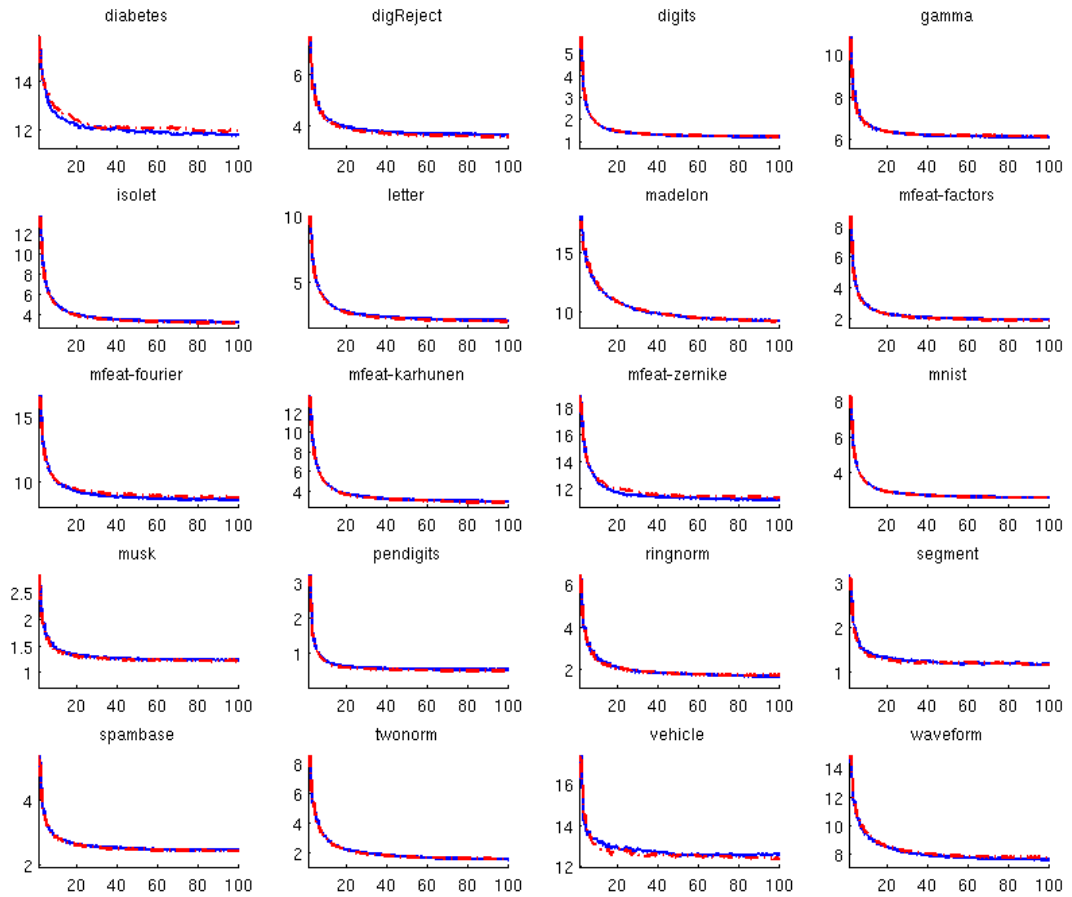 diabetes digReject digits gamma
14
12
20 40 60 80 100
6
4
20 40 60 80 100
5
4
3
2
1
20 40 60 80 100
10
8
6
20 40 60 80 100
isolet letter madelon mfeat-factors
12
10
8
6
4
20 40 60 80 100
10
5
20 40 60 80 100
15
10
20 40 60 80 100
8
6
4
2
20 40 60 80 100
mfeat-fourier mfeat-karhunen mfeat-zernike mnist
15
10
20 40 60 80 100
12
10
8
6
4
20 40 60 80 100
18
16
14
12
20 40 60 80 100
8
6
4
20 40 60 80 100
musk pendigits ringnorm segment
2.5
2
1.5
1
20 40 60 80 100
3
2
1
20 40 60 80 100
6
4
2
20 40 60 80 100
3
2
1
20 40 60 80 100
spambase twonorm vehicle waveform
4
2
20 40 60 80 100
8
6
4
2
20 40 60 80 100
16
14
13
12
20 40 60 80 100
14
12
10
8
20 40 60 80 100